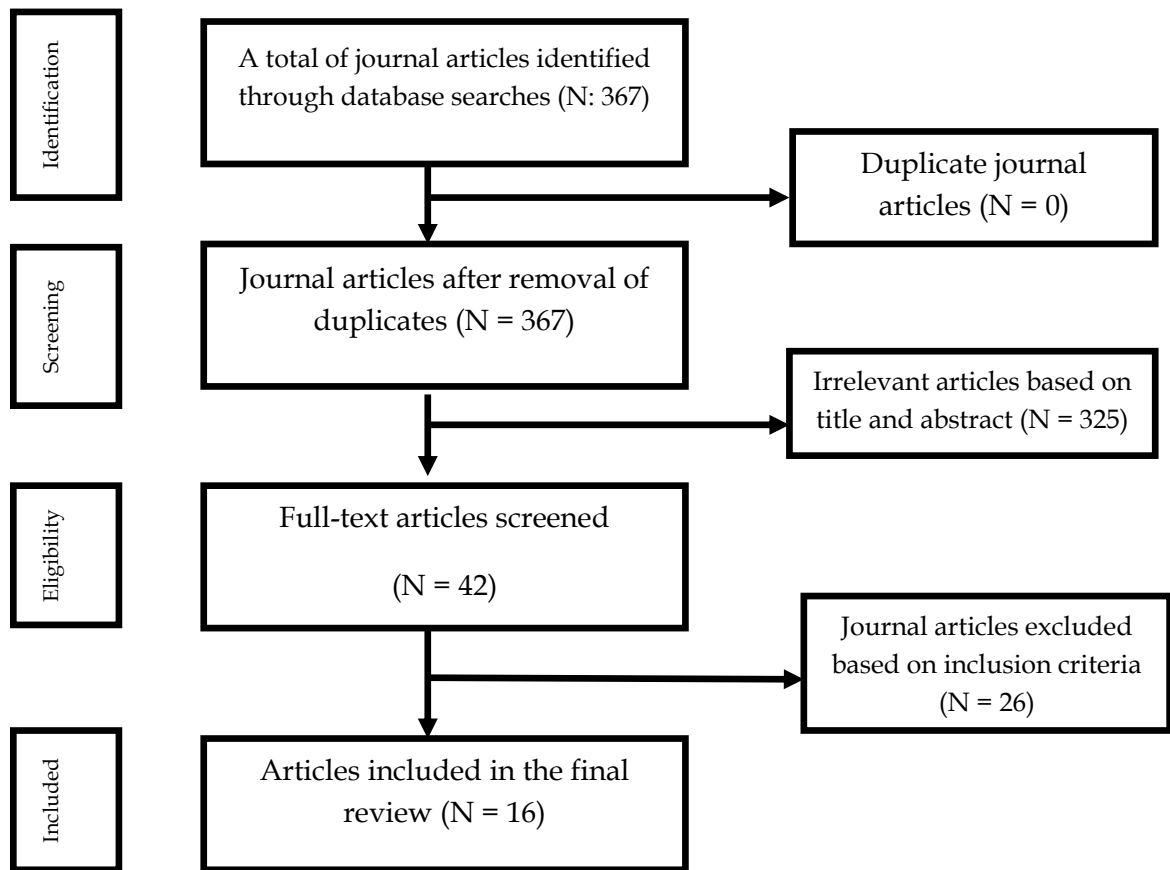 Identification
A total of journal articles identified
through database searches (N: 367)
Duplicate journal
articles (N = 0)
Screening
Journal articles after removal of
duplicates (N = 367)
Irrelevant articles based on
title and abstract (N = 325)
Eligibility
Full-text articles screened
(N = 42)
Journal articles excluded
based on inclusion criteria
(N = 26)
Included
Articles included in the final
review (N = 16)